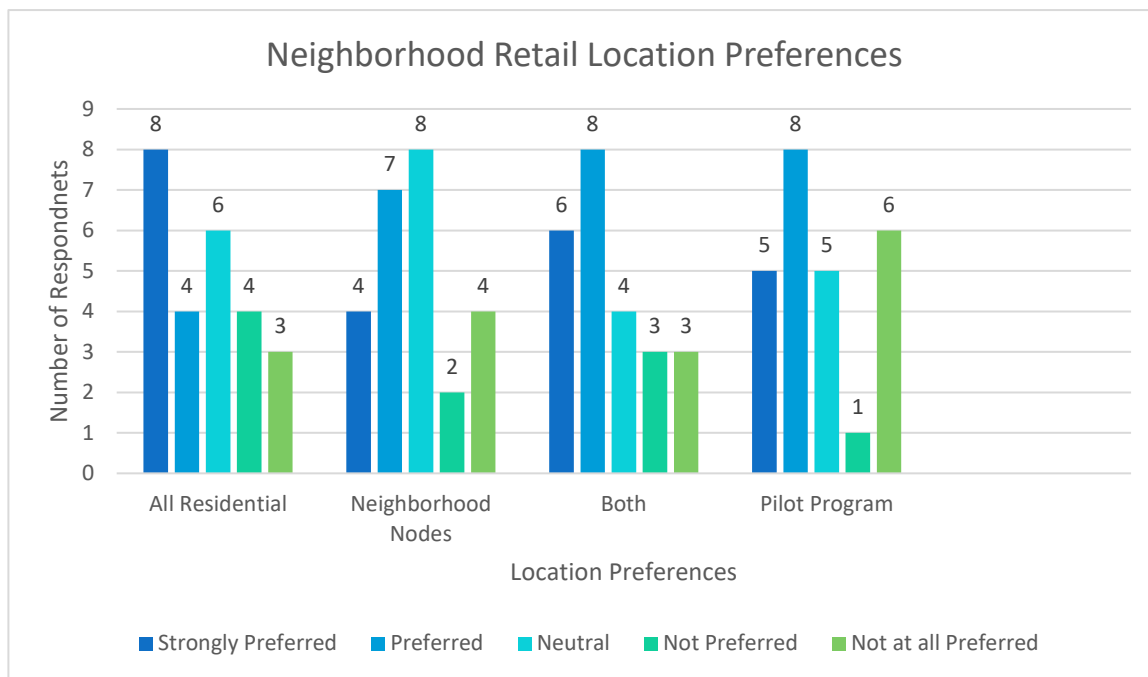 Neighborhood Retail Location Preferences
Number of Respondnets
9
8
7
6
5
4
3
2
1
0
8
4
6
4
3
4
7
8
2
4
6
8
4
3
3
5
8
5
1
6
All Residential
Neighborhood
Nodes
Both
Pilot Program
Location Preferences
Strongly Preferred
Preferred
Neutral
Not Preferred
Not at all Preferred